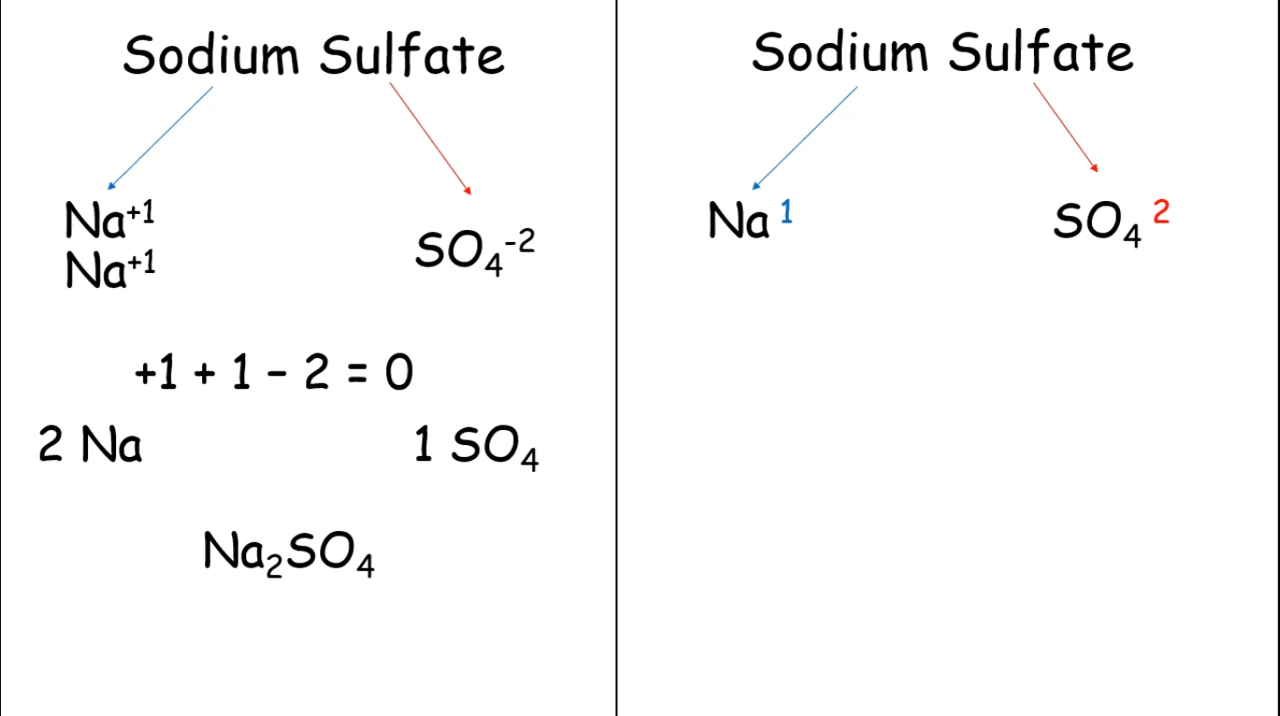 Sodium Sulfate
Na⁺¹
Na⁺¹
SO₄⁻²
+1 + 1 – 2 = 0
2 Na
1 SO₄
Na₂SO₄
Sodium Sulfate
Na ¹
SO₄ ²